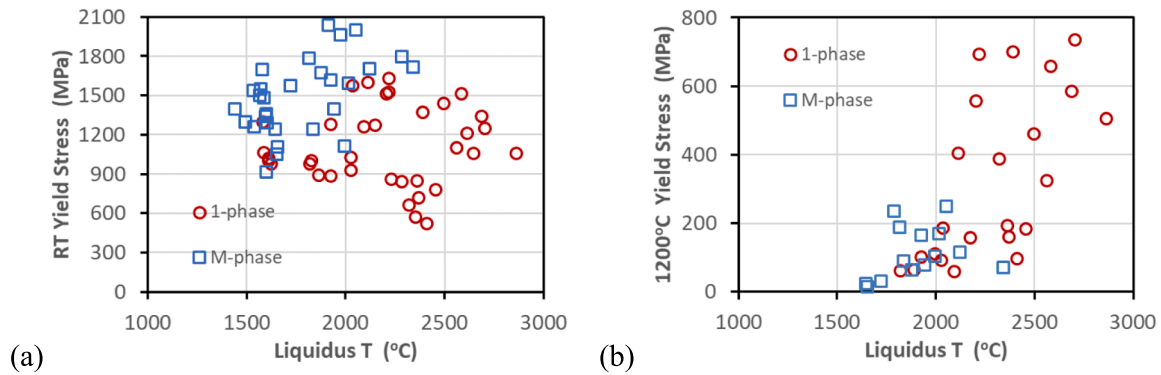 2100
1800
1500
1200
900
600
300
0
RT Yield Stress (MPa)
1-phase
M-phase
1000 1500 2000 2500 3000
Liquidus T (°C)
(a)
800
600
400
200
0
1200°C Yield Stress (MPa)
1-phase
M-phase
1000 1500 2000 2500 3000
Liquidus T (°C)
(b)